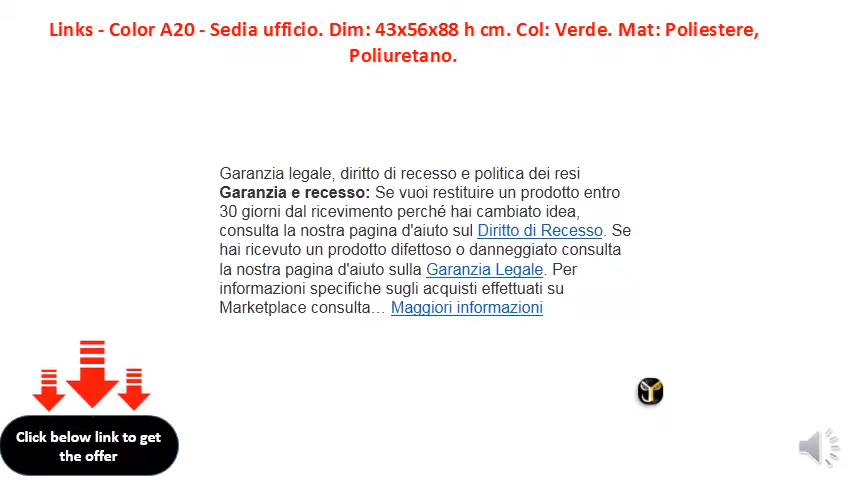 Links - Color A20 - Sedia ufficio. Dim: 43x56x88 h cm. Col: Verde. Mat: Poliestere,
Poliuretano.
Garanzia legale, diritto di recesso e politica dei resi
Garanzia e recesso: Se vuoi restituire un prodotto entro
30 giorni dal ricevimento perché hai cambiato idea,
consulta la nostra pagina d'aiuto sul Diritto di Recesso. Se
hai ricevuto un prodotto difettoso o danneggiato consulta
la nostra pagina d'aiuto sulla Garanzia Legale. Per
informazioni specifiche sugli acquisti effettuati su
Marketplace consulta… Maggiori informazioni
Click below link to get
the offer